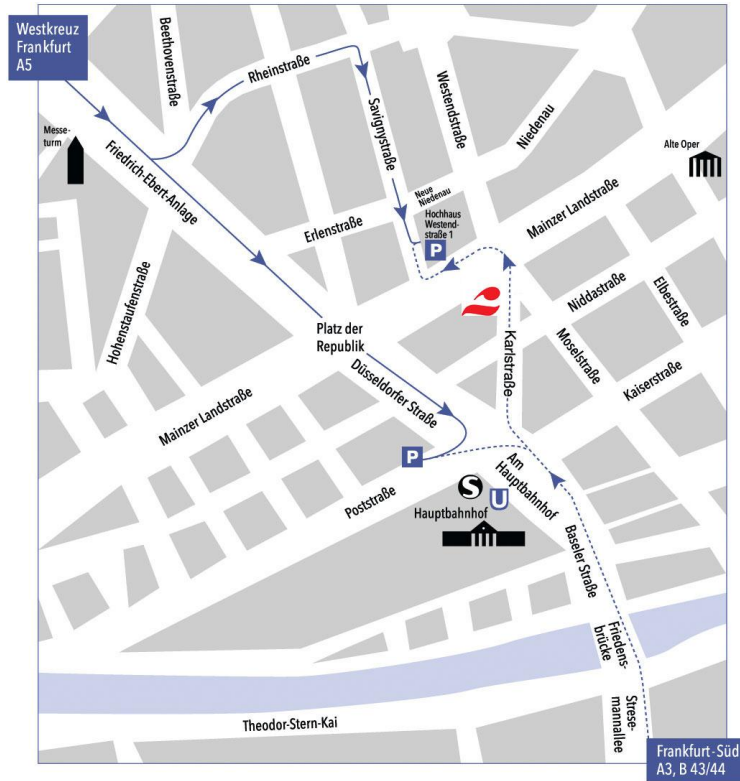 Westkreuz
Frankfurt
A5
Beethovenstraße
Rheinstraße
Savignystraße
Westendstraße
Niedenau
Messe-
turm
Alte Oper
Friedrich-Ebert-Anlage
Neue
Niedenau
Hochhaus
Westend-
straße 1
P
Erlenstraße
Mainzer Landstraße
Hohenstaufenstraße
Niddastraße
Elbestraße
Platz der
Republik
Karlstraße
Moselstraße
Kaiserstraße
Düsseldorfer Straße
Mainzer Landstraße
P
Am
Hauptbahnhof
Poststraße
S
U
Hauptbahnhof
Baseler Straße
Friedens-
brücke
Strese-
mannallee
Theodor-Stern-Kai
Frankfurt-Süd
A3, B 43/44